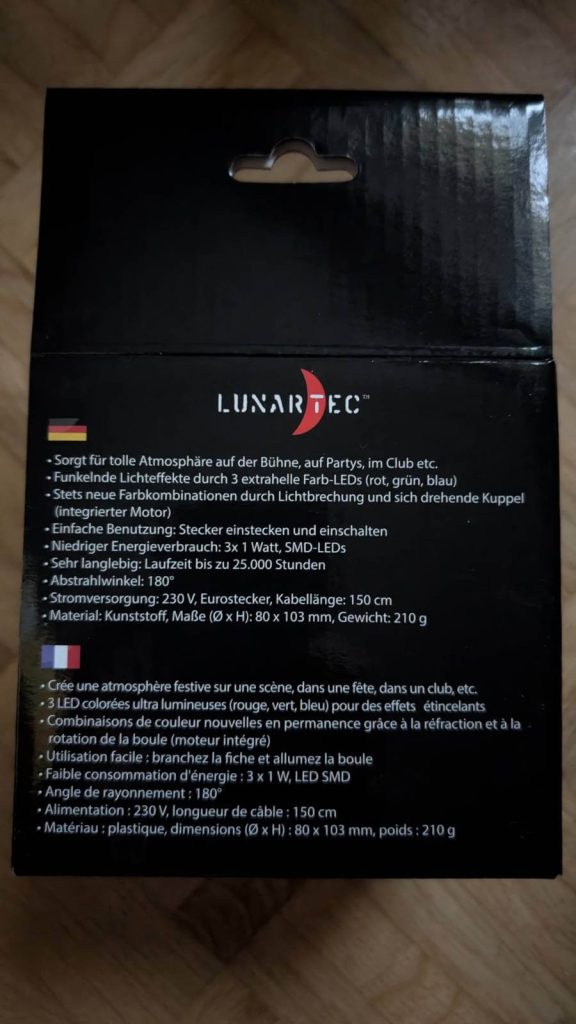 LUNARTEC™
• Sorgt für tolle Atmosphäre auf der Bühne, auf Partys, im Club etc.
• Funkelnde Lichteffekte durch 3 extrahelle Farb-LEDs (rot, grün, blau)
• Stets neue Farbkombinationen durch Lichtbrechung und sich drehende Kuppel
(integrierter Motor)
• Einfache Benutzung: Stecker einstecken und einschalten
• Niedriger Energieverbrauch: 3x 1 Watt, SMD-LEDs
• Sehr langlebig: Laufzeit bis zu 25.000 Stunden
• Abstrahlwinkel: 180°
• Stromversorgung: 230 V, Eurostecker, Kabellänge: 150 cm
• Material: Kunststoff, Maße (Ø x H): 80 x 103 mm, Gewicht: 210 g
• Crée une atmosphère festive sur une scène, dans une fête, dans un club, etc.
• 3 LED colorées ultra lumineuses (rouge, vert, bleu) pour des effets étincelants
• Combinaisons de couleur nouvelles en permanence grâce à la réfraction et à la
rotation de la boule (moteur intégré)
• Utilisation facile : branchez la fiche et allumez la boule
• Faible consommation d'énergie : 3 x 1 W, LED SMD
• Angle de rayonnement : 180°
• Alimentation : 230 V, longueur de câble : 150 cm
• Matériau : plastique, dimensions (Ø x H) : 80 x 103 mm, poids : 210 g